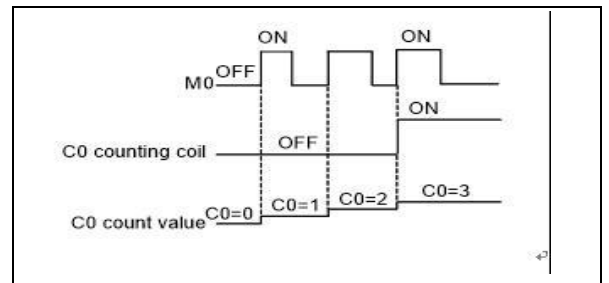 ON ON
M0 OFF
ON
C0 counting coil OFF
C0 count value C0=0 C0=1 C0=2 C0=3